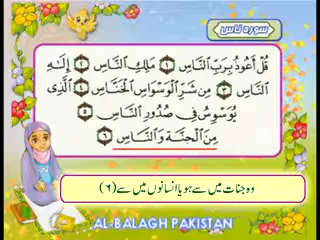 سورہ ناس
قُلْ أَعُوذُ بِرَبِّ النَّاسِ ۝١ مَلِكِ النَّاسِ ۝٢ إِلَٰهِ
النَّاسِ ۝٣ مِن شَرِّ الْوَسْوَاسِ الْخَنَّاسِ ۝٤ الَّذِي
يُوَسْوِسُ فِي صُدُورِ النَّاسِ ۝٥
مِنَ الْجِنَّةِ وَالنَّاسِ ۝٦
وہ جنات میں سے ہو یا انسانوں میں سے (۶)
AL-BALAGH PAKISTAN